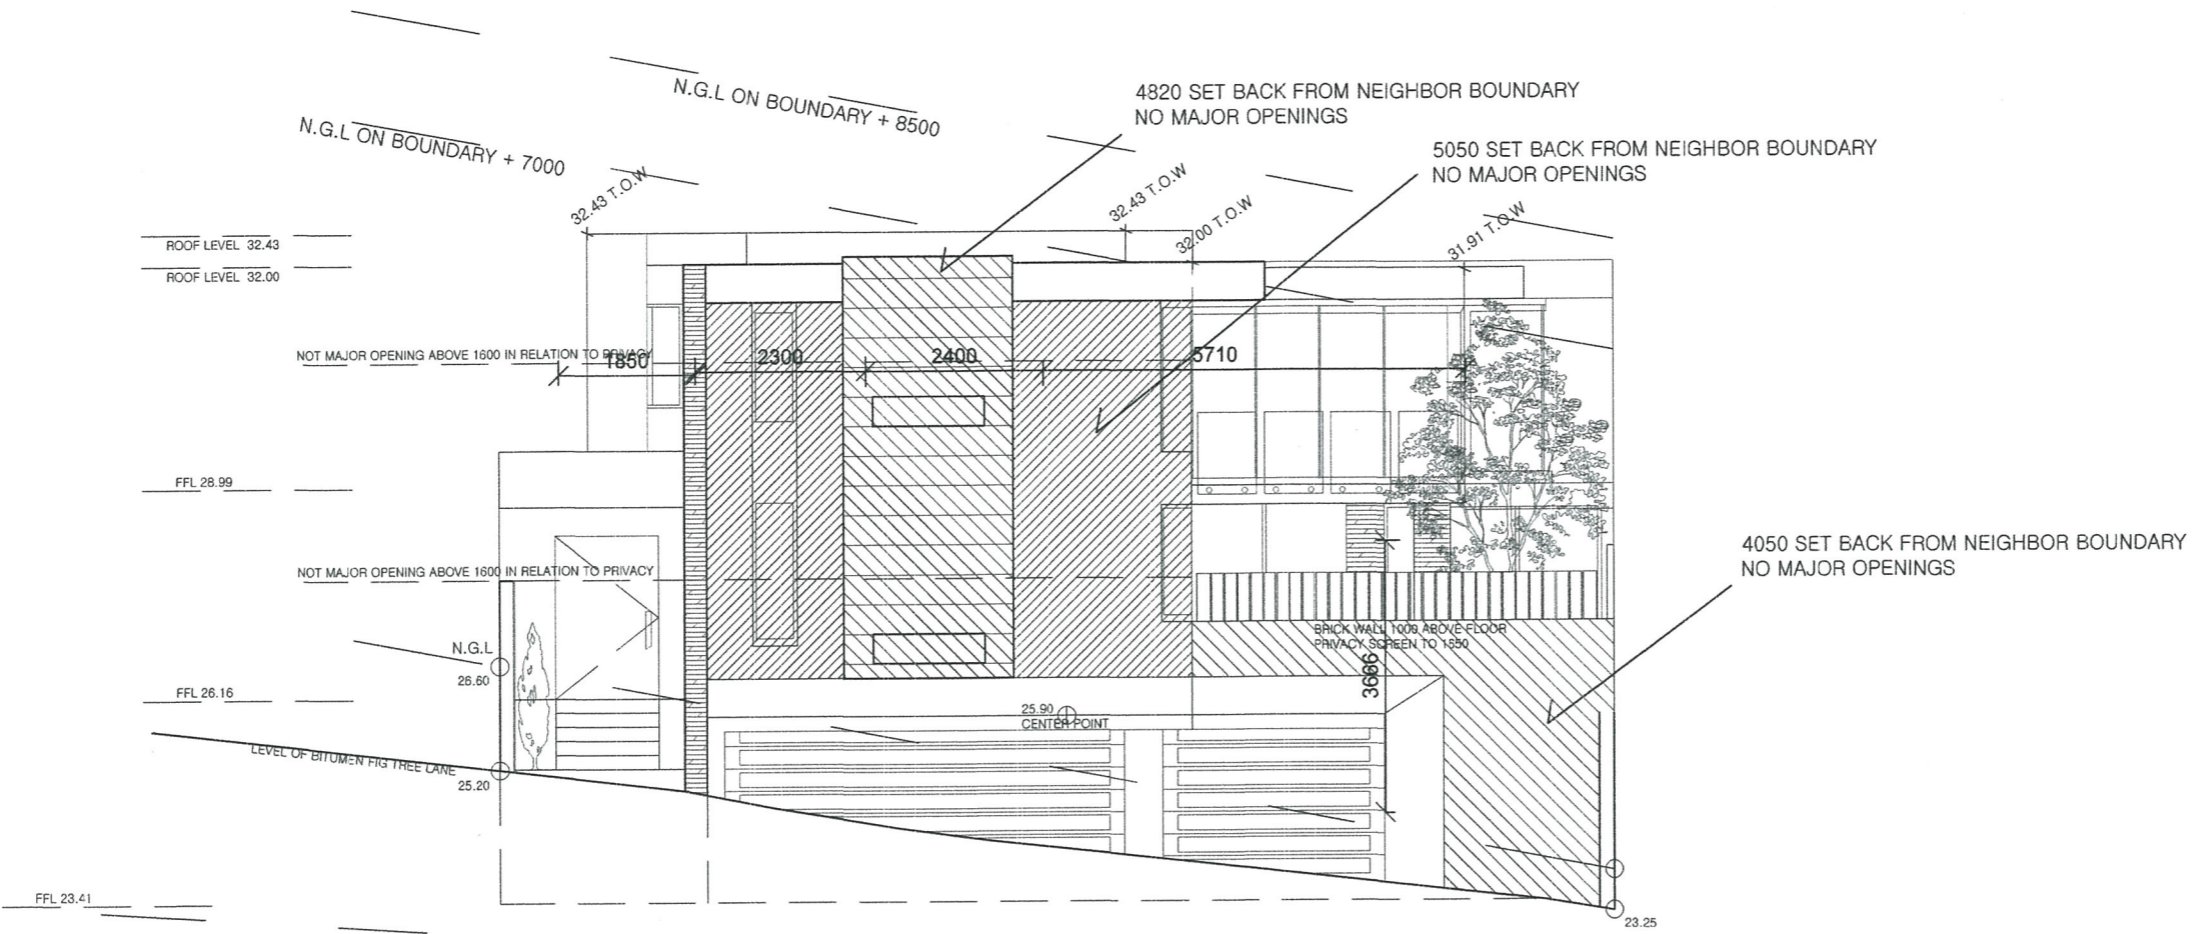 N.G.L ON BOUNDARY + 8500
N.G.L ON BOUNDARY + 7000
4820 SET BACK FROM NEIGHBOR BOUNDARY
NO MAJOR OPENINGS
5050 SET BACK FROM NEIGHBOR BOUNDARY
NO MAJOR OPENINGS
32.43 T.O.W
32.43 T.O.W
32.00 T.O.W
31.91 T.O.W
ROOF LEVEL 32.43
ROOF LEVEL 32.00
NOT MAJOR OPENING ABOVE 1600 IN RELATION TO PRIVACY
1850
2300
2400
5710
FFL 28.99
4050 SET BACK FROM NEIGHBOR BOUNDARY
NO MAJOR OPENINGS
NOT MAJOR OPENING ABOVE 1600 IN RELATION TO PRIVACY
BRICK WALL 1000 ABOVE FLOOR
PRIVACY SCREEN TO 1550
N.G.L
26.60
3666
FFL 26.16
25.90
CENTER POINT
LEVEL OF BITUMEN FIG TREE LANE
25.20
FFL 23.41
23.25